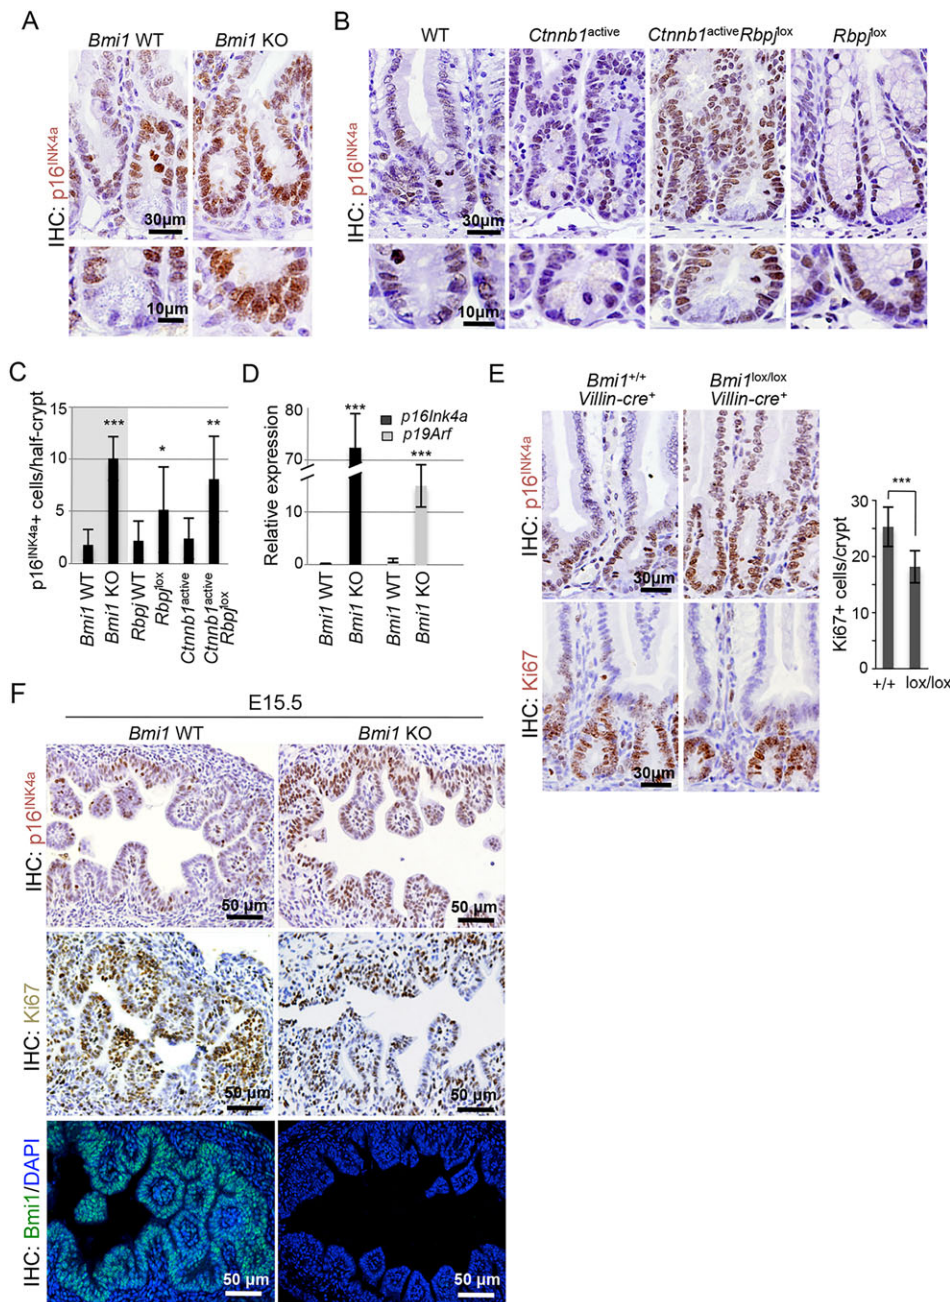 A
Bmi1 WT
Bmi1 KO
IHC: p16INK4a
30µm
10µm
B
WT
Ctnnb1active
Ctnnb1activeRbpjlox
Rbpjlox
IHC: p16INK4a
30µm
10µm
C
p16INK4a+ cells/half-crypt
15
10
5
0
***
*
**
Bmi1 WT
Bmi1 KO
Rbpj WT
Rbpjlox
Ctnnb1active
Ctnnb1active
Rbpjlox
D
Relative expression
80
70
10
0
***
***
p16Ink4a
p19Arf
Bmi1 WT
Bmi1 KO
Bmi1 WT
Bmi1 KO
E
Bmi1+/+
Villin-cre+
Bmi1lox/lox
Villin-cre+
IHC: p16INK4a
30µm
30µm
IHC: Ki67
30µm
30µm
Ki67+ cells/crypt
30
20
10
0
***
+/+
lox/lox
F
E15.5
Bmi1 WT
Bmi1 KO
IHC: p16INK4a
50 µm
50 µm
IHC: Ki67
50 µm
50 µm
IHC: Bmi1/DAPI
50 µm
50 µm